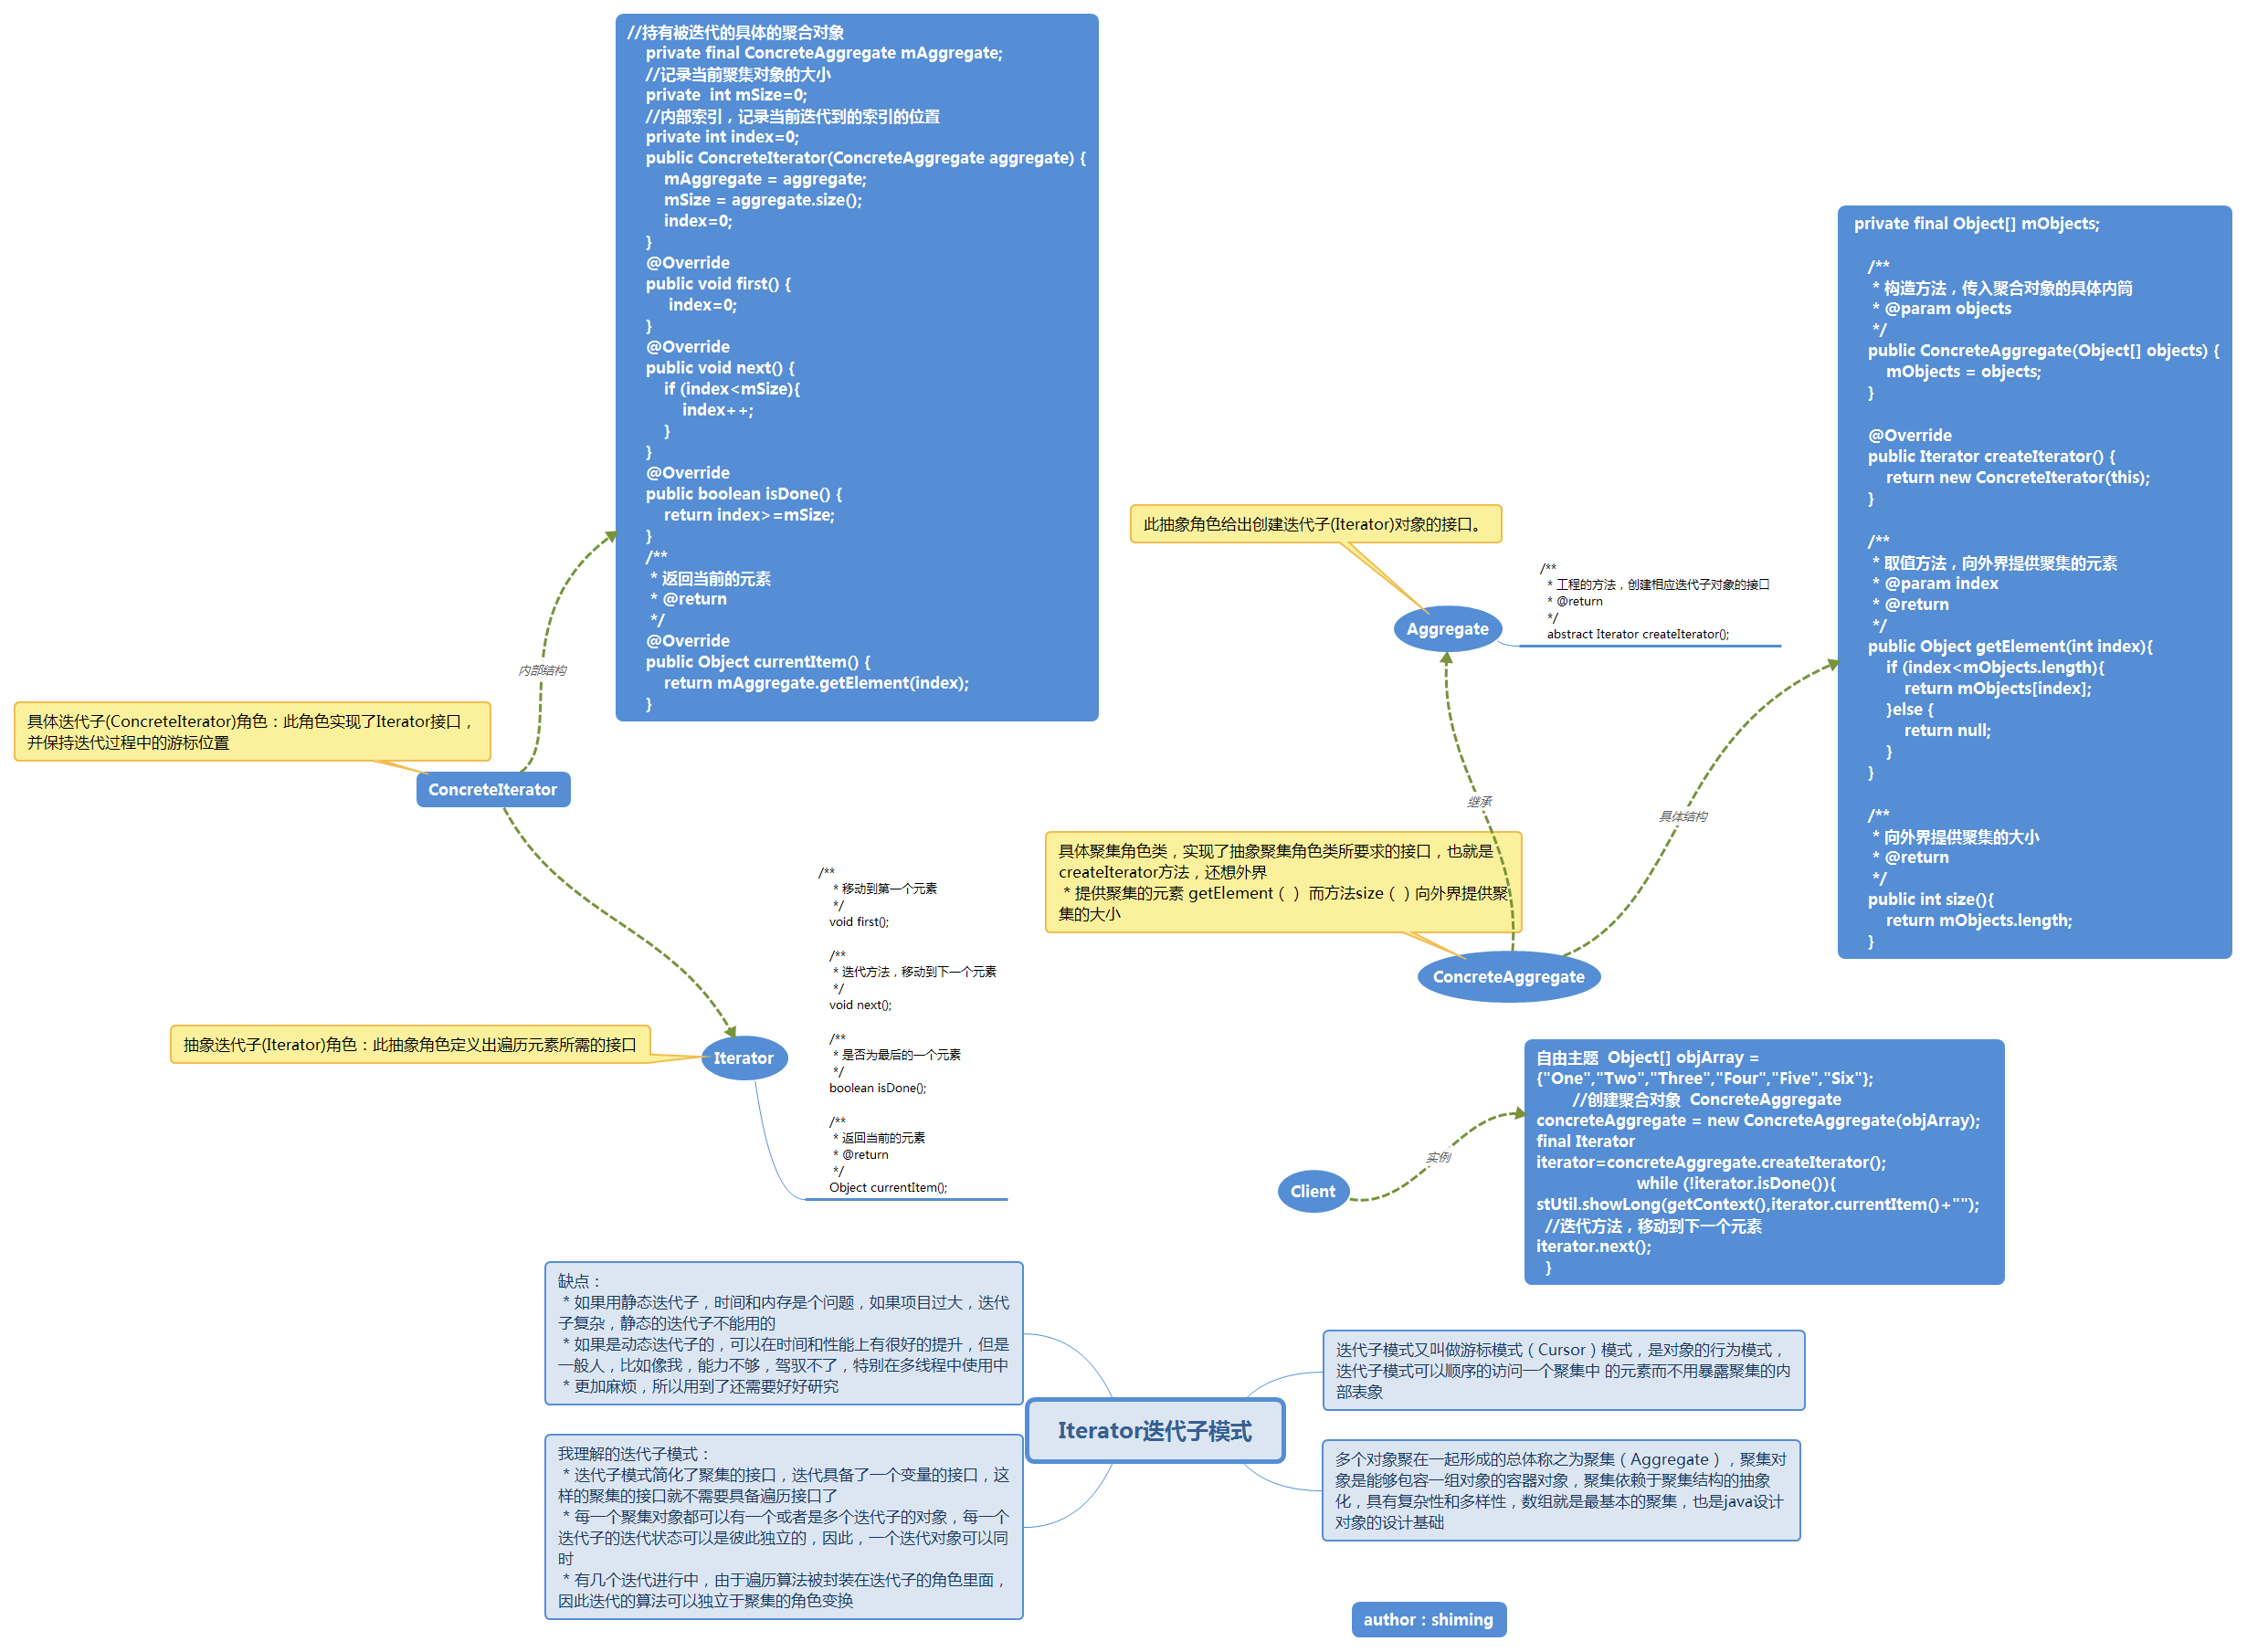 //持有被迭代的具体的聚合对象
private final ConcreteAggregate mAggregate;
//记录当前聚集对象的大小
private  int mSize=0;
//内部索引，记录当前迭代到的索引的位置
private int index=0;
public ConcreteIterator(ConcreteAggregate aggregate) {
mAggregate = aggregate;
mSize = aggregate.size();
index=0;
}
@Override
public void first() {
index=0;
}
@Override
public void next() {
if (index<mSize){
index++;
}
}
@Override
public boolean isDone() {
return index>=mSize;
}
/**
* 返回当前的元素
* @return
*/
@Override
public Object currentItem() {
return mAggregate.getElement(index);
}
内部结构
具体迭代子(ConcreteIterator)角色：此角色实现了Iterator接口，
并保持迭代过程中的游标位置
ConcreteIterator
抽象迭代子(Iterator)角色：此抽象角色定义出遍历元素所需的接口
Iterator
/**
* 移动到第一个元素
*/
void first();
/**
* 迭代方法，移动到下一个元素
*/
void next();
/**
* 是否为最后的一个元素
*/
boolean isDone();
/**
* 返回当前的元素
* @return
*/
Object currentItem();
此抽象角色给出创建迭代子(Iterator)对象的接口。
Aggregate
/**
* 工程的方法，创建相应迭代子对象的接口
* @return
*/
abstract Iterator createIterator();
继承
具体结构
具体聚集角色类，实现了抽象聚集角色类所要求的接口，也就是
createIterator方法，还想外界
* 提供聚集的元素 getElement（ ） 而方法size（ ）向外界提供聚
集的大小
ConcreteAggregate
private final Object[] mObjects;
/**
* 构造方法，传入聚合对象的具体内筒
* @param objects
*/
public ConcreteAggregate(Object[] objects) {
mObjects = objects;
}
@Override
public Iterator createIterator() {
return new ConcreteIterator(this);
}
/**
* 取值方法，向外界提供聚集的元素
* @param index
* @return
*/
public Object getElement(int index){
if (index<mObjects.length){
return mObjects[index];
}else {
return null;
}
}
/**
* 向外界提供聚集的大小
* @return
*/
public int size(){
return mObjects.length;
}
Client
实例
自由主题  Object[] objArray =
{"One","Two","Three","Four","Five","Six"};
//创建聚合对象  ConcreteAggregate
concreteAggregate = new ConcreteAggregate(objArray);
final Iterator
iterator=concreteAggregate.createIterator();
while (!iterator.isDone()){
stUtil.showLong(getContext(),iterator.currentItem()+"");
//迭代方法，移动到下一个元素
iterator.next();
}
缺点：
* 如果用静态迭代子，时间和内存是个问题，如果项目过大，迭代
子复杂，静态的迭代子不能用的
* 如果是动态迭代子的，可以在时间和性能上有很好的提升，但是
一般人，比如像我，能力不够，驾驭不了，特别在多线程中使用中
* 更加麻烦，所以用到了还需要好好研究
我理解的迭代子模式：
* 迭代子模式简化了聚集的接口，迭代具备了一个变量的接口，这
样的聚集的接口就不需要具备遍历接口了
* 每一个聚集对象都可以有一个或者是多个迭代子的对象，每一个
迭代子的迭代状态可以是彼此独立的，因此，一个迭代对象可以同
时
* 有几个迭代进行中，由于遍历算法被封装在迭代子的角色里面，
因此迭代的算法可以独立于聚集的角色变换
Iterator迭代子模式
迭代子模式又叫做游标模式（Cursor）模式，是对象的行为模式，
迭代子模式可以顺序的访问一个聚集中 的元素而不用暴露聚集的内
部表象
多个对象聚在一起形成的总体称之为聚集（Aggregate），聚集对
象是能够包容一组对象的容器对象，聚集依赖于聚集结构的抽象
化，具有复杂性和多样性，数组就是最基本的聚集，也是java设计
对象的设计基础
author：shiming